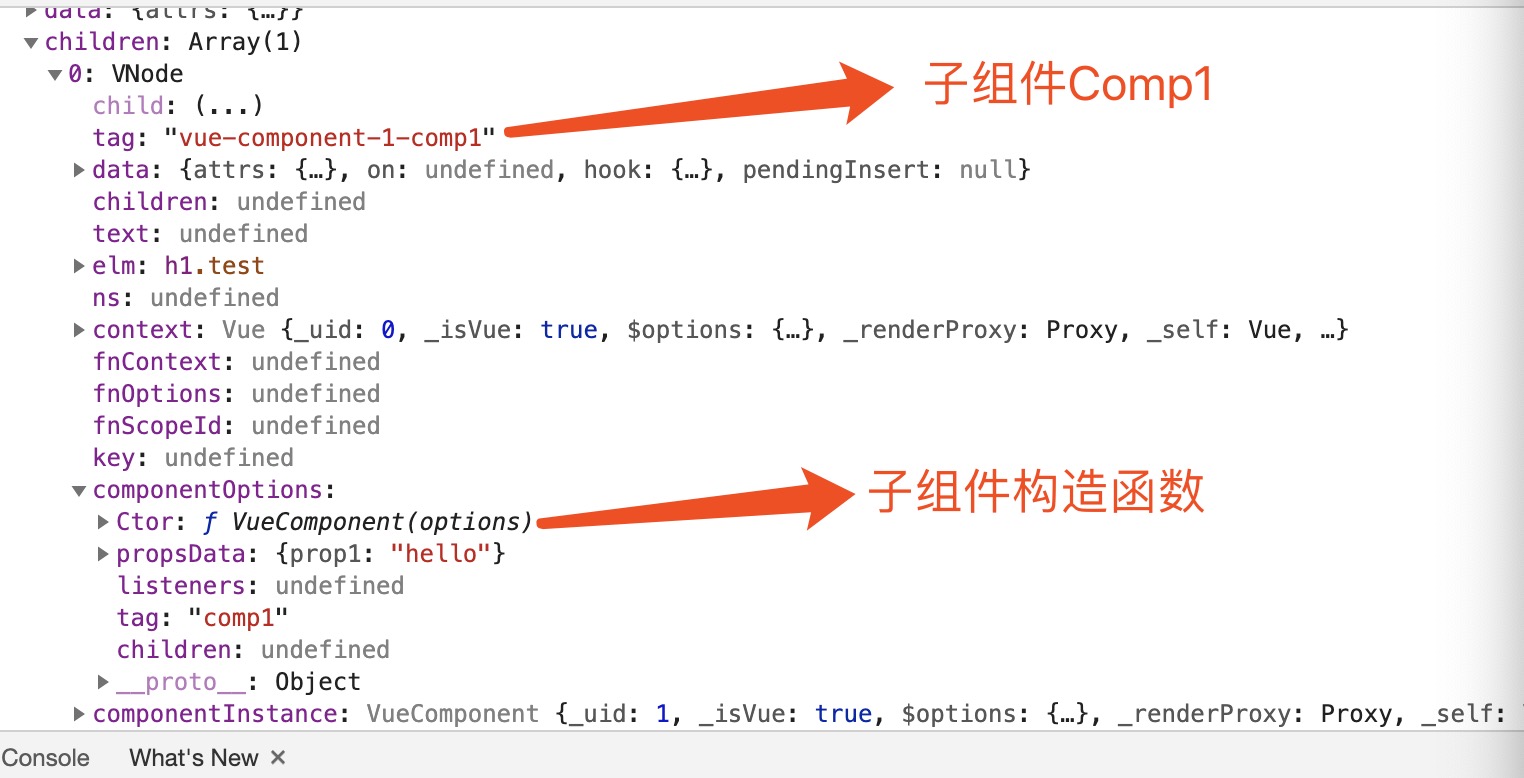 data: {attrs: {…}}
children: Array(1)
0: VNode
child: (...)
子组件Comp1
tag: "vue-component-1-comp1"
data: {attrs: {…}, on: undefined, hook: {…}, pendingInsert: null}
children: undefined
text: undefined
elm: h1.test
ns: undefined
context: Vue {_uid: 0, _isVue: true, $options: {…}, _renderProxy: Proxy, _self: Vue, …}
fnContext: undefined
fnOptions: undefined
fnScopeId: undefined
key: undefined
componentOptions:
子组件构造函数
Ctor: ƒ VueComponent(options)
propsData: {prop1: "hello"}
listeners: undefined
tag: "comp1"
children: undefined
__proto__: Object
componentInstance: VueComponent {_uid: 1, _isVue: true, $options: {…}, _renderProxy: Proxy, _self:
Console What's New ×